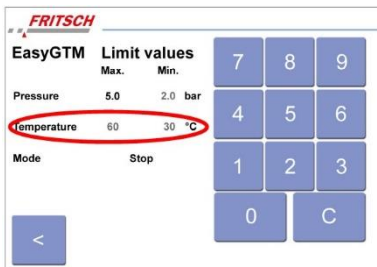 FRITSCH
EasyGTM Limit values
Max. Min.
Pressure 5.0 2.0 bar
Temperature 60 30 °C
Mode Stop
7 8 9
4 5 6
1 2 3
0 C
<